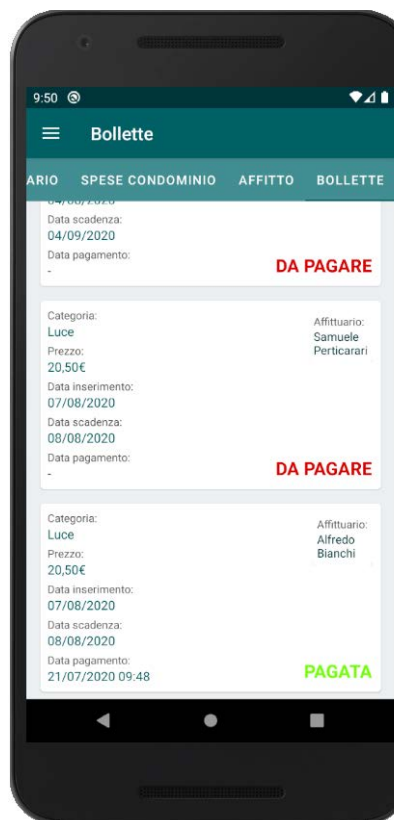 9:50
Bollette
ARIO SPESE CONDOMINIO AFFITTO BOLLETTE
04/08/2020
Data scadenza:
04/09/2020
Data pagamento:
-
DA PAGARE
Categoria:
Luce
Affittuario:
Samuele
Perticarari
Prezzo:
20,50€
Data inserimento:
07/08/2020
Data scadenza:
08/08/2020
Data pagamento:
-
DA PAGARE
Categoria:
Luce
Affittuario:
Alfredo
Bianchi
Prezzo:
20,50€
Data inserimento:
07/08/2020
Data scadenza:
08/08/2020
Data pagamento:
21/07/2020 09:48
PAGATA